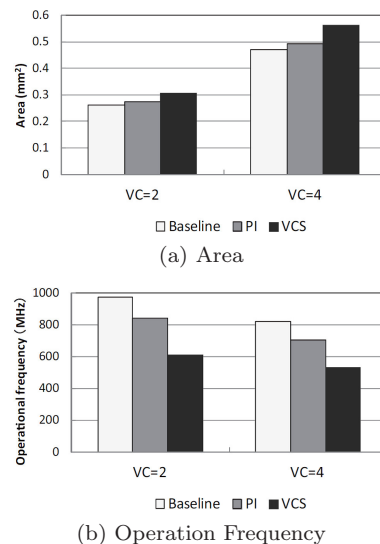 0.6
0.5
0.4
0.3
0.2
0.1
0
Area (mm²)
VC=2 VC=4
Baseline PI VCS
(a) Area
1000
800
600
400
200
0
Operational frequency (MHz)
VC=2 VC=4
Baseline PI VCS
(b) Operation Frequency